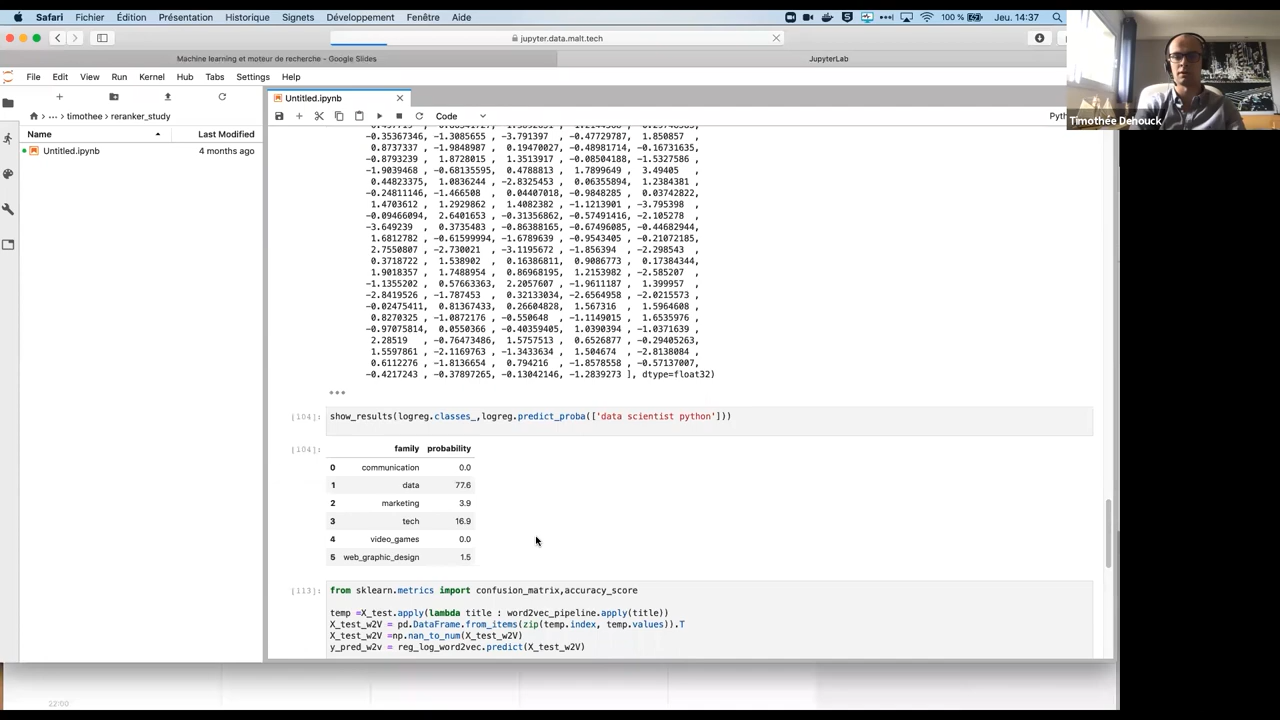 Safari Fichier Édition Présentation Historique Signets Développement Fenêtre Aide 100 % Jeu. 14:37
jupyter.data.malt.tech
Machine learning et moteur de recherche - Google Slides JupyterLab
Timothée Dehouck
File Edit View Run Kernel Hub Tabs Settings Help
Untitled.ipynb
Code
… timothee / reranker_study
Name Last Modified
Untitled.ipynb 4 months ago
-0.35367346, -1.3085655 , -3.791397 , -0.47729787, 1.850857 ,
0.8737337 , -1.9848987 , 0.19470027, -0.48981714, -0.16731635,
-0.8793239 , 1.8728015 , 1.3513917 , -0.08504188, -1.5327586 ,
-1.9039468 , -0.68135595, 0.4788813 , 1.7899649 , 3.49405 ,
0.44823375, 1.0836244 , -2.8325453 , 0.06355894, 1.2384381 ,
-0.24811146, -1.466508 , 0.04407018, -0.9848285 , 0.03742822,
1.4703612 , 1.2929862 , 1.4082382 , -1.1213901 , -3.795398 ,
-0.09466094, 2.6401653 , -0.31356862, -0.57491416, -2.105278 ,
-3.649239 , 0.3735483 , -0.86388165, -0.67496085, -0.44682944,
1.6812782 , -0.61599994, -1.6789639 , -0.9543405 , -0.21072185,
2.7550807 , -2.730021 , -3.1195672 , -1.856394 , -2.298543 ,
0.3718722 , 1.538902 , 0.16386811, 0.9086773 , 0.17384344,
1.9018357 , 1.7488954 , 0.86968195, 1.2153982 , -2.585207 ,
-1.1355202 , 0.57663363, 2.2057607 , -1.9611187 , 1.399957 ,
-2.8419526 , -1.787453 , 0.32133034, -2.6564958 , -2.0215573 ,
-0.02475411, 0.81367433, 0.26604828, 1.567316 , 1.5964608 ,
0.8270325 , -1.0872176 , -0.550648 , -1.1149015 , 1.6535976 ,
-0.97075814, 0.0550366 , -0.40359405, 1.0390394 , -1.0371639 ,
2.28519 , -0.76473486, 1.5757513 , 0.6526877 , -0.29405263,
1.5597861 , -2.1169763 , -1.3433634 , 1.504674 , -2.8138084 ,
0.6112276 , -1.8136654 , 0.794216 , -1.8578558 , -0.57137007,
-0.4217243 , -0.37897265, -0.13042146, -1.2839273 ], dtype=float32)
[104]: show_results(logreg.classes_,logreg.predict_proba(['data scientist python']))
[104]: family probability
0 communication 0.0
1 data 77.6
2 marketing 3.9
3 tech 16.9
4 video_games 0.0
5 web_graphic_design 1.5
[113]: from sklearn.metrics import confusion_matrix,accuracy_score
temp =X_test.apply(lambda title : word2vec_pipeline.apply(title))
X_test_w2V = pd.DataFrame.from_items(zip(temp.index, temp.values)).T
X_test_w2V =np.nan_to_num(X_test_w2V)
y_pred_w2v = reg_log_word2vec.predict(X_test_w2V)
22:00